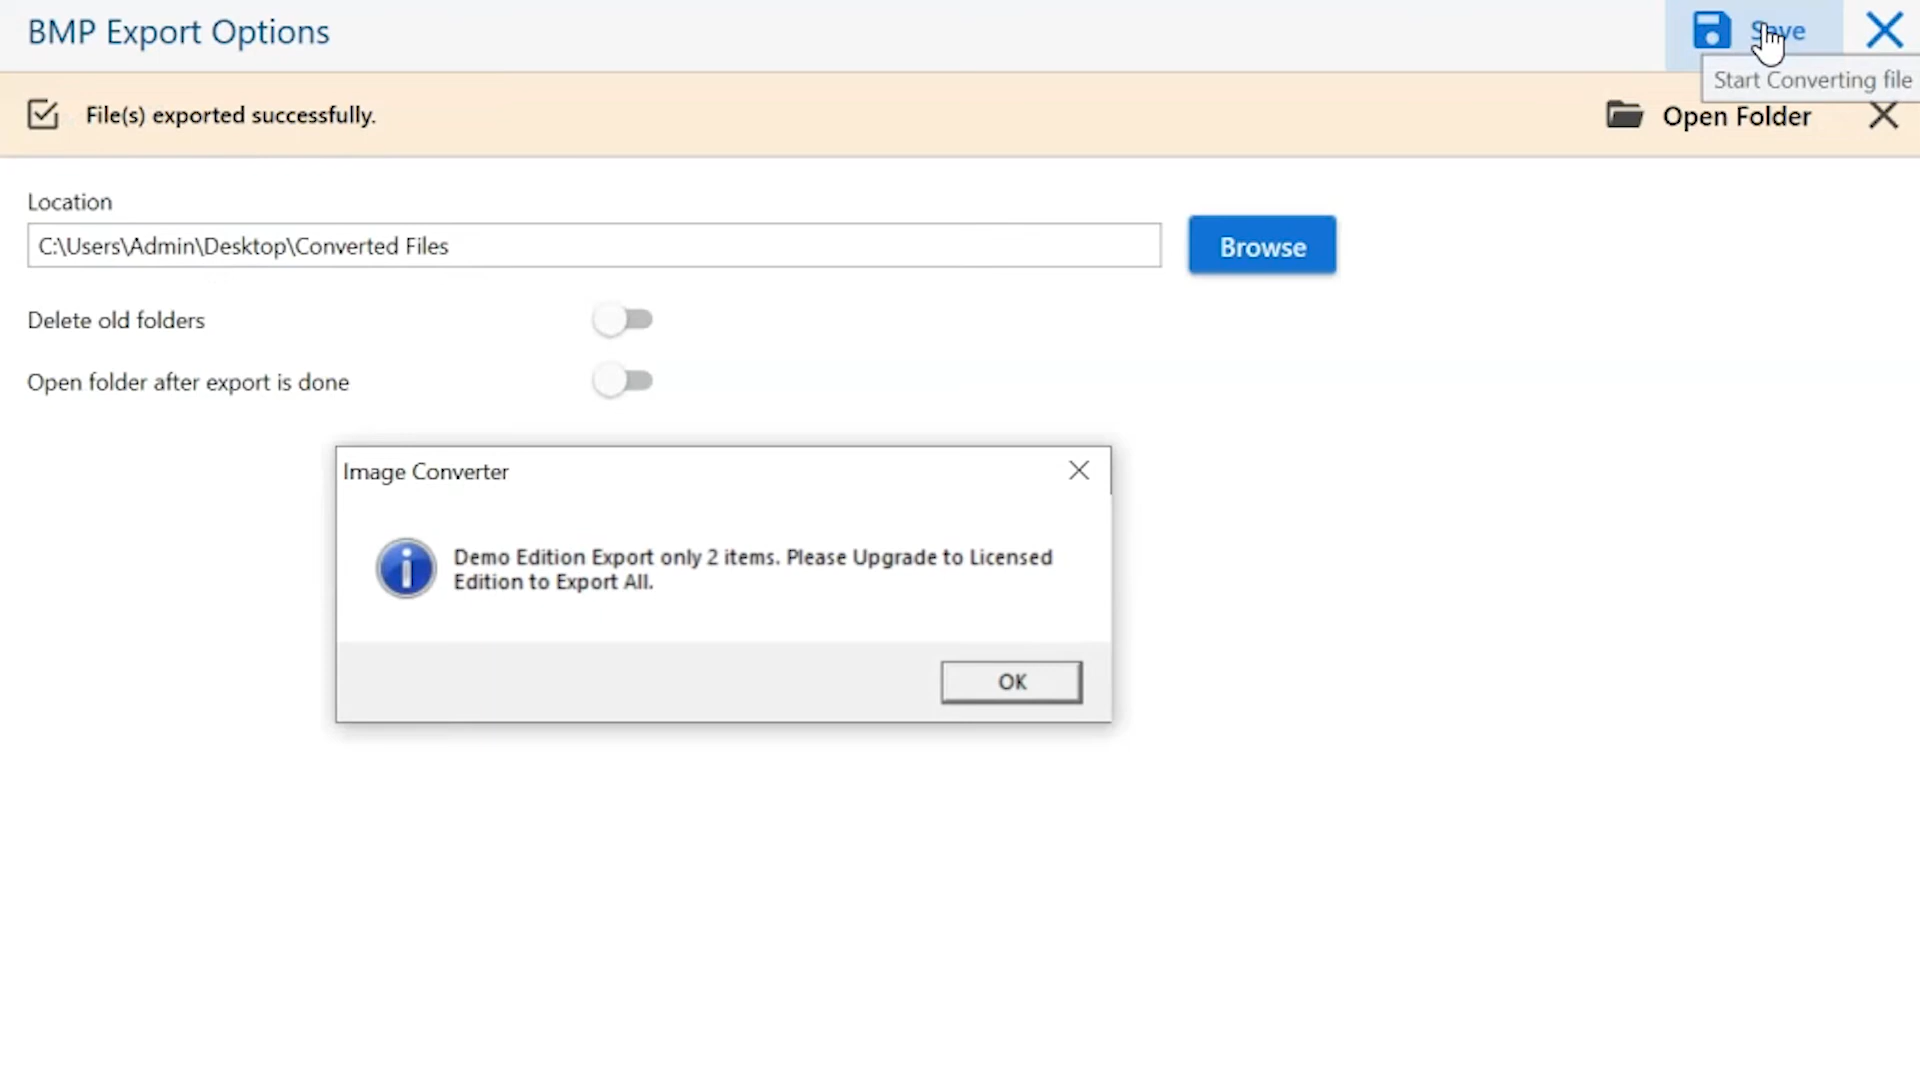 BMP Export Options
Save
Start Converting file
File(s) exported successfully.
Open Folder
Location
C:\Users\Admin\Desktop\Converted Files
Browse
Delete old folders
Open folder after export is done
Image Converter
Demo Edition Export only 2 items. Please Upgrade to Licensed
Edition to Export All.
OK